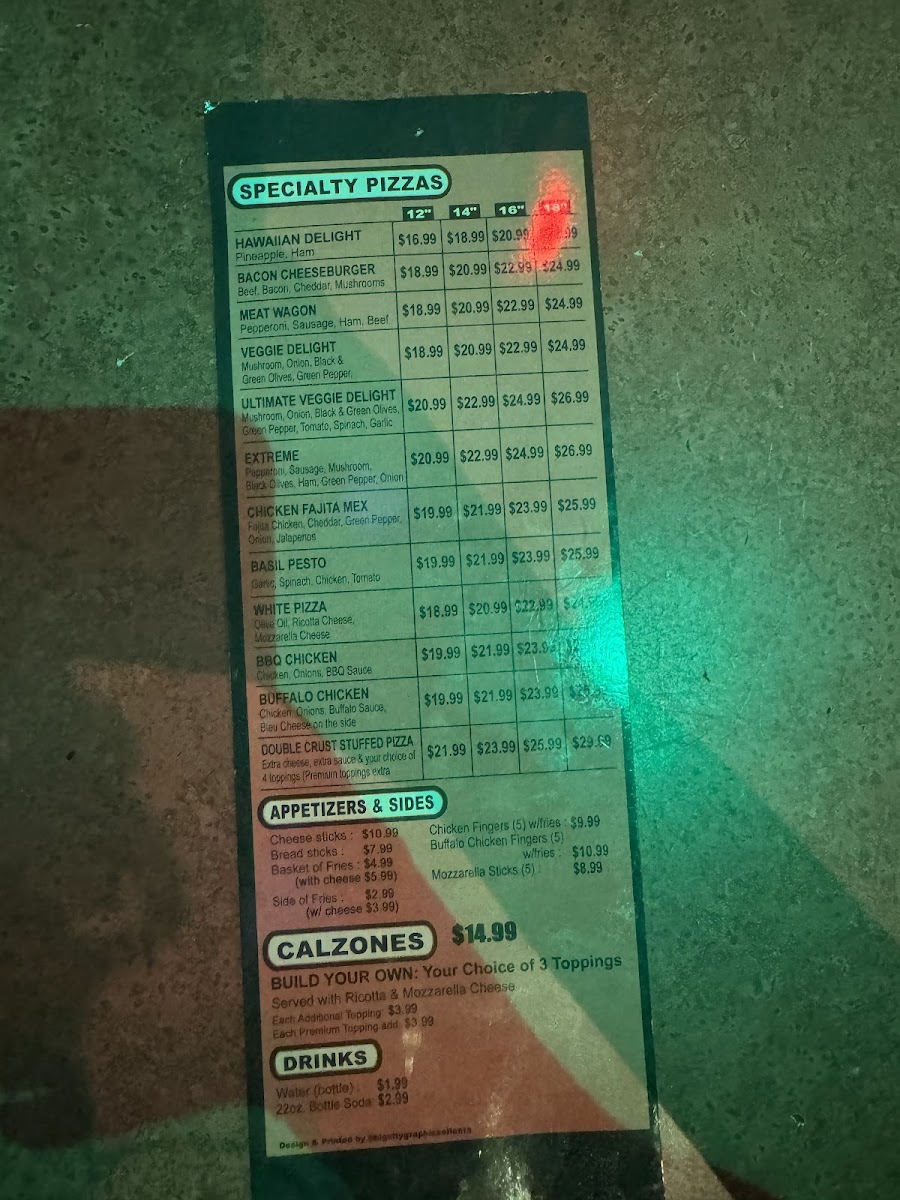 SPECIALTY PIZZAS
12" 14" 16" 18"
HAWAIIAN DELIGHT $16.99 $18.99 $20.99
Pineapple, Ham
BACON CHEESEBURGER $18.99 $20.99 $22.99 $24.99
Beef, Bacon, Cheddar, Mushrooms
MEAT WAGON $18.99 $20.99 $22.99 $24.99
Pepperoni, Sausage, Ham, Beef
VEGGIE DELIGHT $18.99 $20.99 $22.99 $24.99
Mushroom, Onion, Black &
Green Olives, Green Pepper,
ULTIMATE VEGGIE DELIGHT $20.99 $22.99 $24.99 $26.99
Mushroom, Onion, Black & Green Olives,
Green Pepper, Tomato, Spinach, Garlic
EXTREME $20.99 $22.99 $24.99 $26.99
Pepperoni, Sausage, Mushroom,
Black Olives, Ham, Green Pepper, Onion
CHICKEN FAJITA MEX $19.99 $21.99 $23.99 $25.99
Fajita Chicken, Cheddar, Green Pepper,
Onion, Jalapenos
BASIL PESTO $19.99 $21.99 $23.99 $25.99
Garlic, Spinach, Chicken, Tomato
WHITE PIZZA $18.99 $20.99 $22.99
Olive Oil, Ricotta Cheese,
Mozzarella Cheese
BBQ CHICKEN $19.99 $21.99 $23.99
Chicken, Onions, BBQ Sauce
BUFFALO CHICKEN $19.99 $21.99 $23.99
Chicken, Onions, Buffalo Sauce,
Bleu Cheese on the side
DOUBLE CRUST STUFFED PIZZA $21.99 $23.99 $25.99 $29.69
Extra cheese, extra sauce & your choice of
4 toppings (Premium toppings extra
APPETIZERS & SIDES
Cheese sticks : $10.99
Bread sticks : $7.99
Basket of Fries : $4.99
(with cheese $5.99)
Side of Fries : $2.99
(w/ cheese $3.99)
Chicken Fingers (5) w/fries : $9.99
Buffalo Chicken Fingers (5)
w/fries : $10.99
Mozzarella Sticks (5) : $8.99
CALZONES $14.99
BUILD YOUR OWN: Your Choice of 3 Toppings
Served with Ricotta & Mozzarella Cheese
Each Additional Topping $3.99
Each Premium Topping add $3.99
DRINKS
Water (bottle) : $1.99
22oz. Bottle Soda $2.99
Design & Printed by